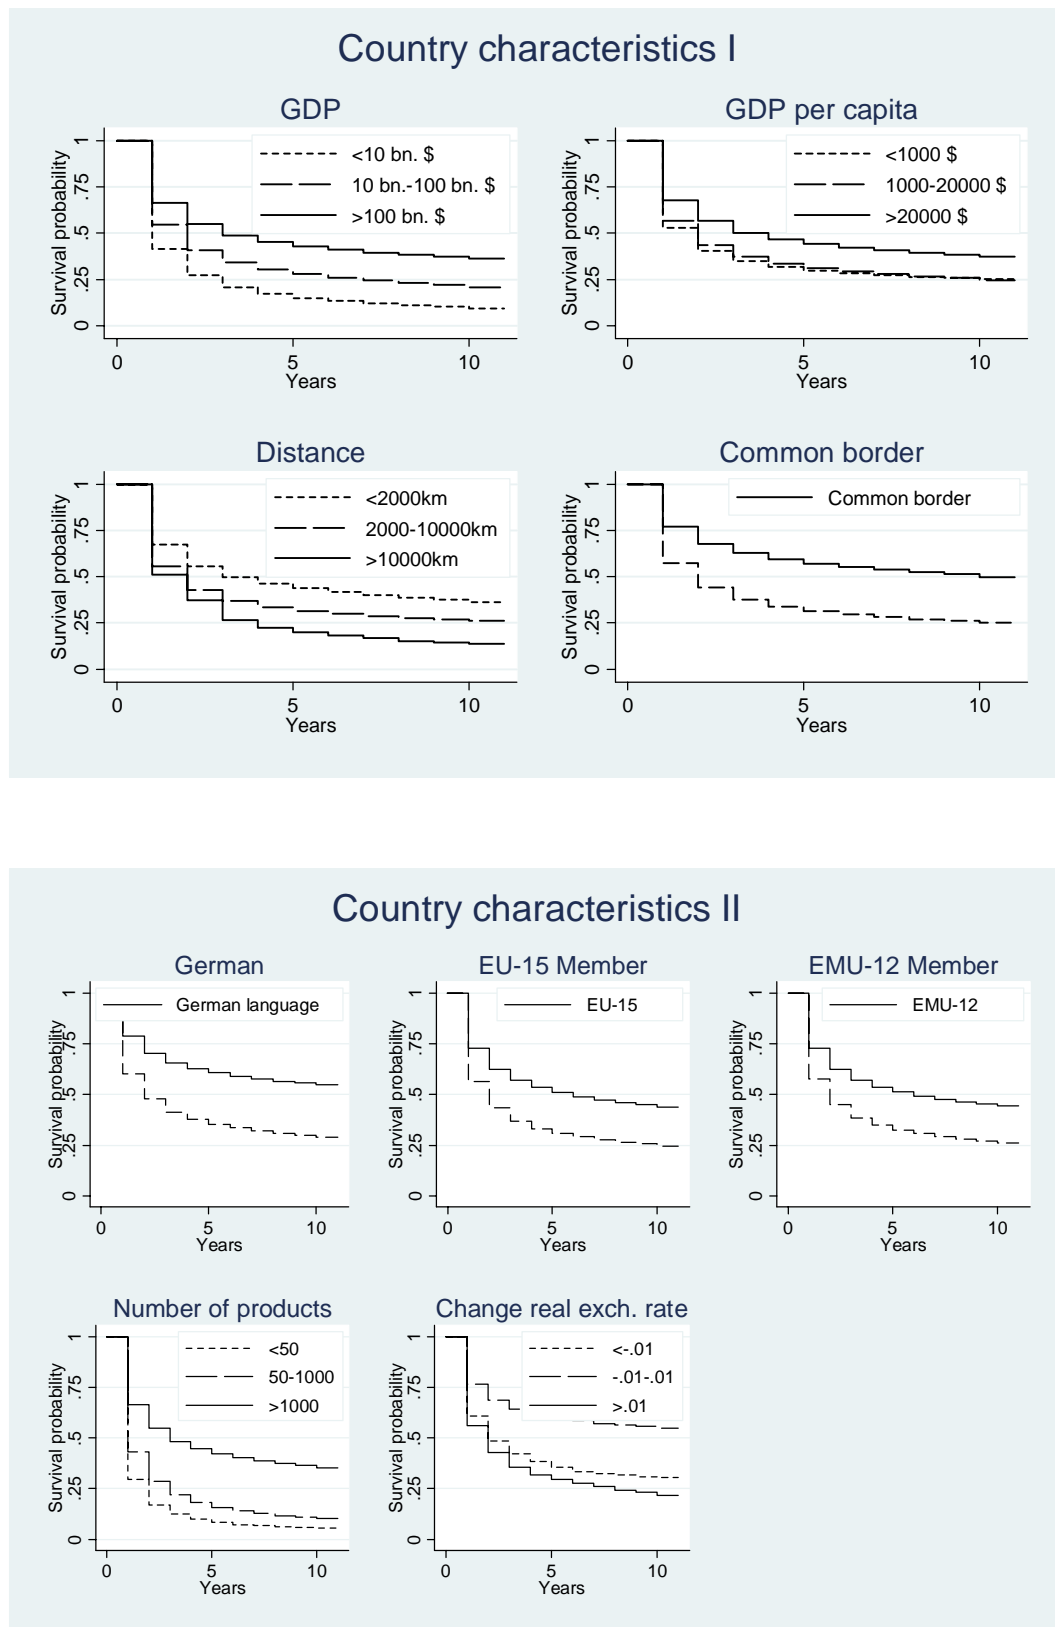 Country characteristics I
GDP
Survival probability
0 .25 .5 .75 1
<10 bn. $
10 bn.-100 bn. $
>100 bn. $
0 5 10
Years
GDP per capita
Survival probability
0 .25 .5 .75 1
<1000 $
1000-20000 $
>20000 $
0 5 10
Years
Distance
Survival probability
0 .25 .5 .75 1
<2000km
2000-10000km
>10000km
0 5 10
Years
Common border
Survival probability
0 .25 .5 .75 1
Common border
0 5 10
Years
Country characteristics II
German
Survival probability
0 .25 .5 .75 1
German language
0 5 10
Years
EU-15 Member
Survival probability
0 .25 .5 .75 1
EU-15
0 5 10
Years
EMU-12 Member
Survival probability
0 .25 .5 .75 1
EMU-12
0 5 10
Years
Number of products
Survival probability
0 .25 .5 .75 1
<50
50-1000
>1000
0 5 10
Years
Change real exch. rate
Survival probability
0 .25 .5 .75 1
<-.01
-.01-.01
>.01
0 5 10
Years